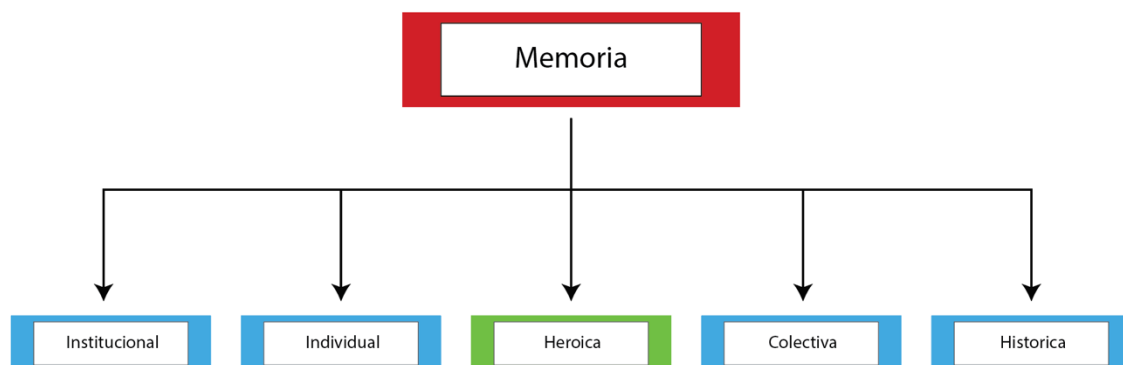 Memoria
Institucional
Individual
Heroica
Colectiva
Historica